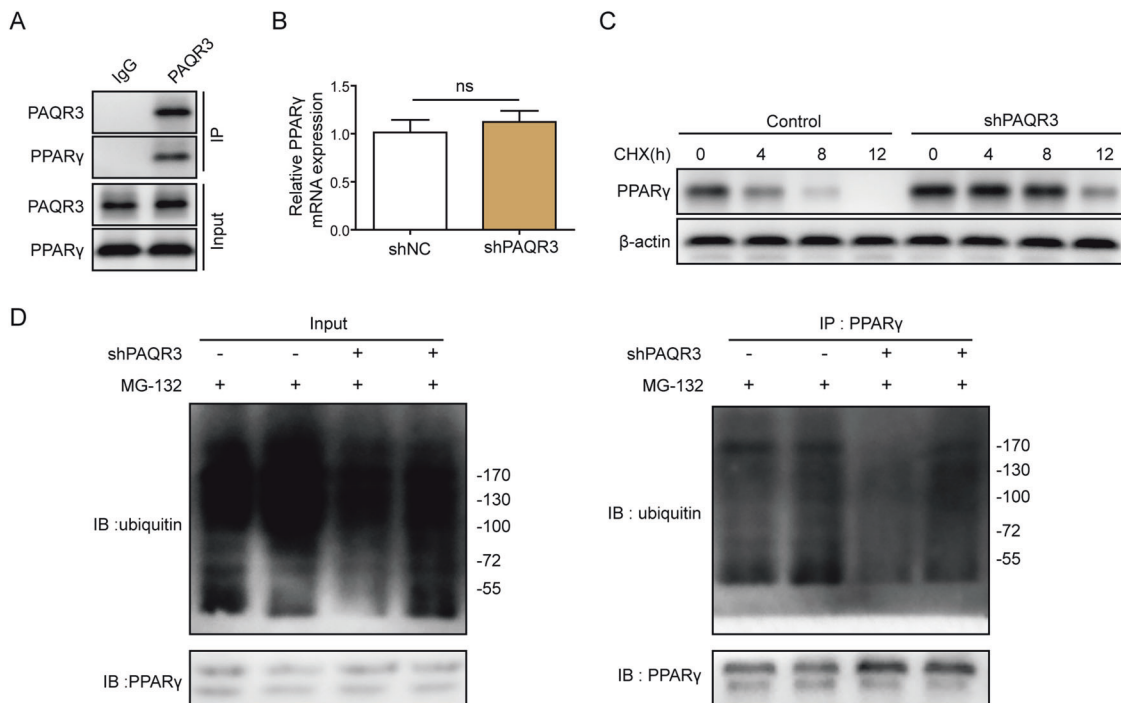 A
IgG PAQR3
PAQR3
PPARγ
IP
PAQR3
PPARγ
Input
B
Relative PPARγ
mRNA expression
1.5
1.0
0.5
0.0
ns
shNC shPAQR3
C
Control shPAQR3
CHX(h) 0 4 8 12 0 4 8 12
PPARγ
β-actin
D
Input
shPAQR3 - - + +
MG-132 + + + +
IB :ubiquitin
-170
-130
-100
-72
-55
IB :PPARγ
IP : PPARγ
shPAQR3 - - + +
MG-132 + + + +
IB : ubiquitin
-170
-130
-100
-72
-55
IB : PPARγ